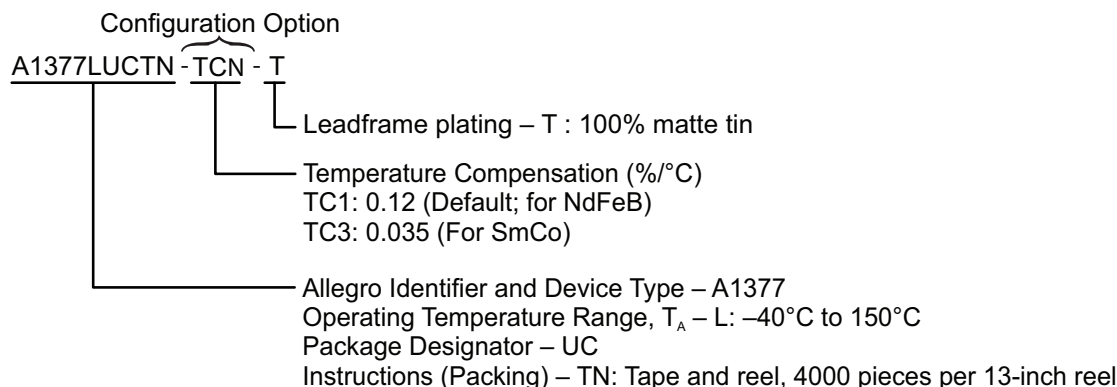 Configuration Option
A1377LUCTN - TCN - T
Leadframe plating – T : 100% matte tin
Temperature Compensation (%/°C)
TC1: 0.12 (Default; for NdFeB)
TC3: 0.035 (For SmCo)
Allegro Identifier and Device Type – A1377
Operating Temperature Range, TA – L: –40°C to 150°C
Package Designator – UC
Instructions (Packing) – TN: Tape and reel, 4000 pieces per 13-inch reel